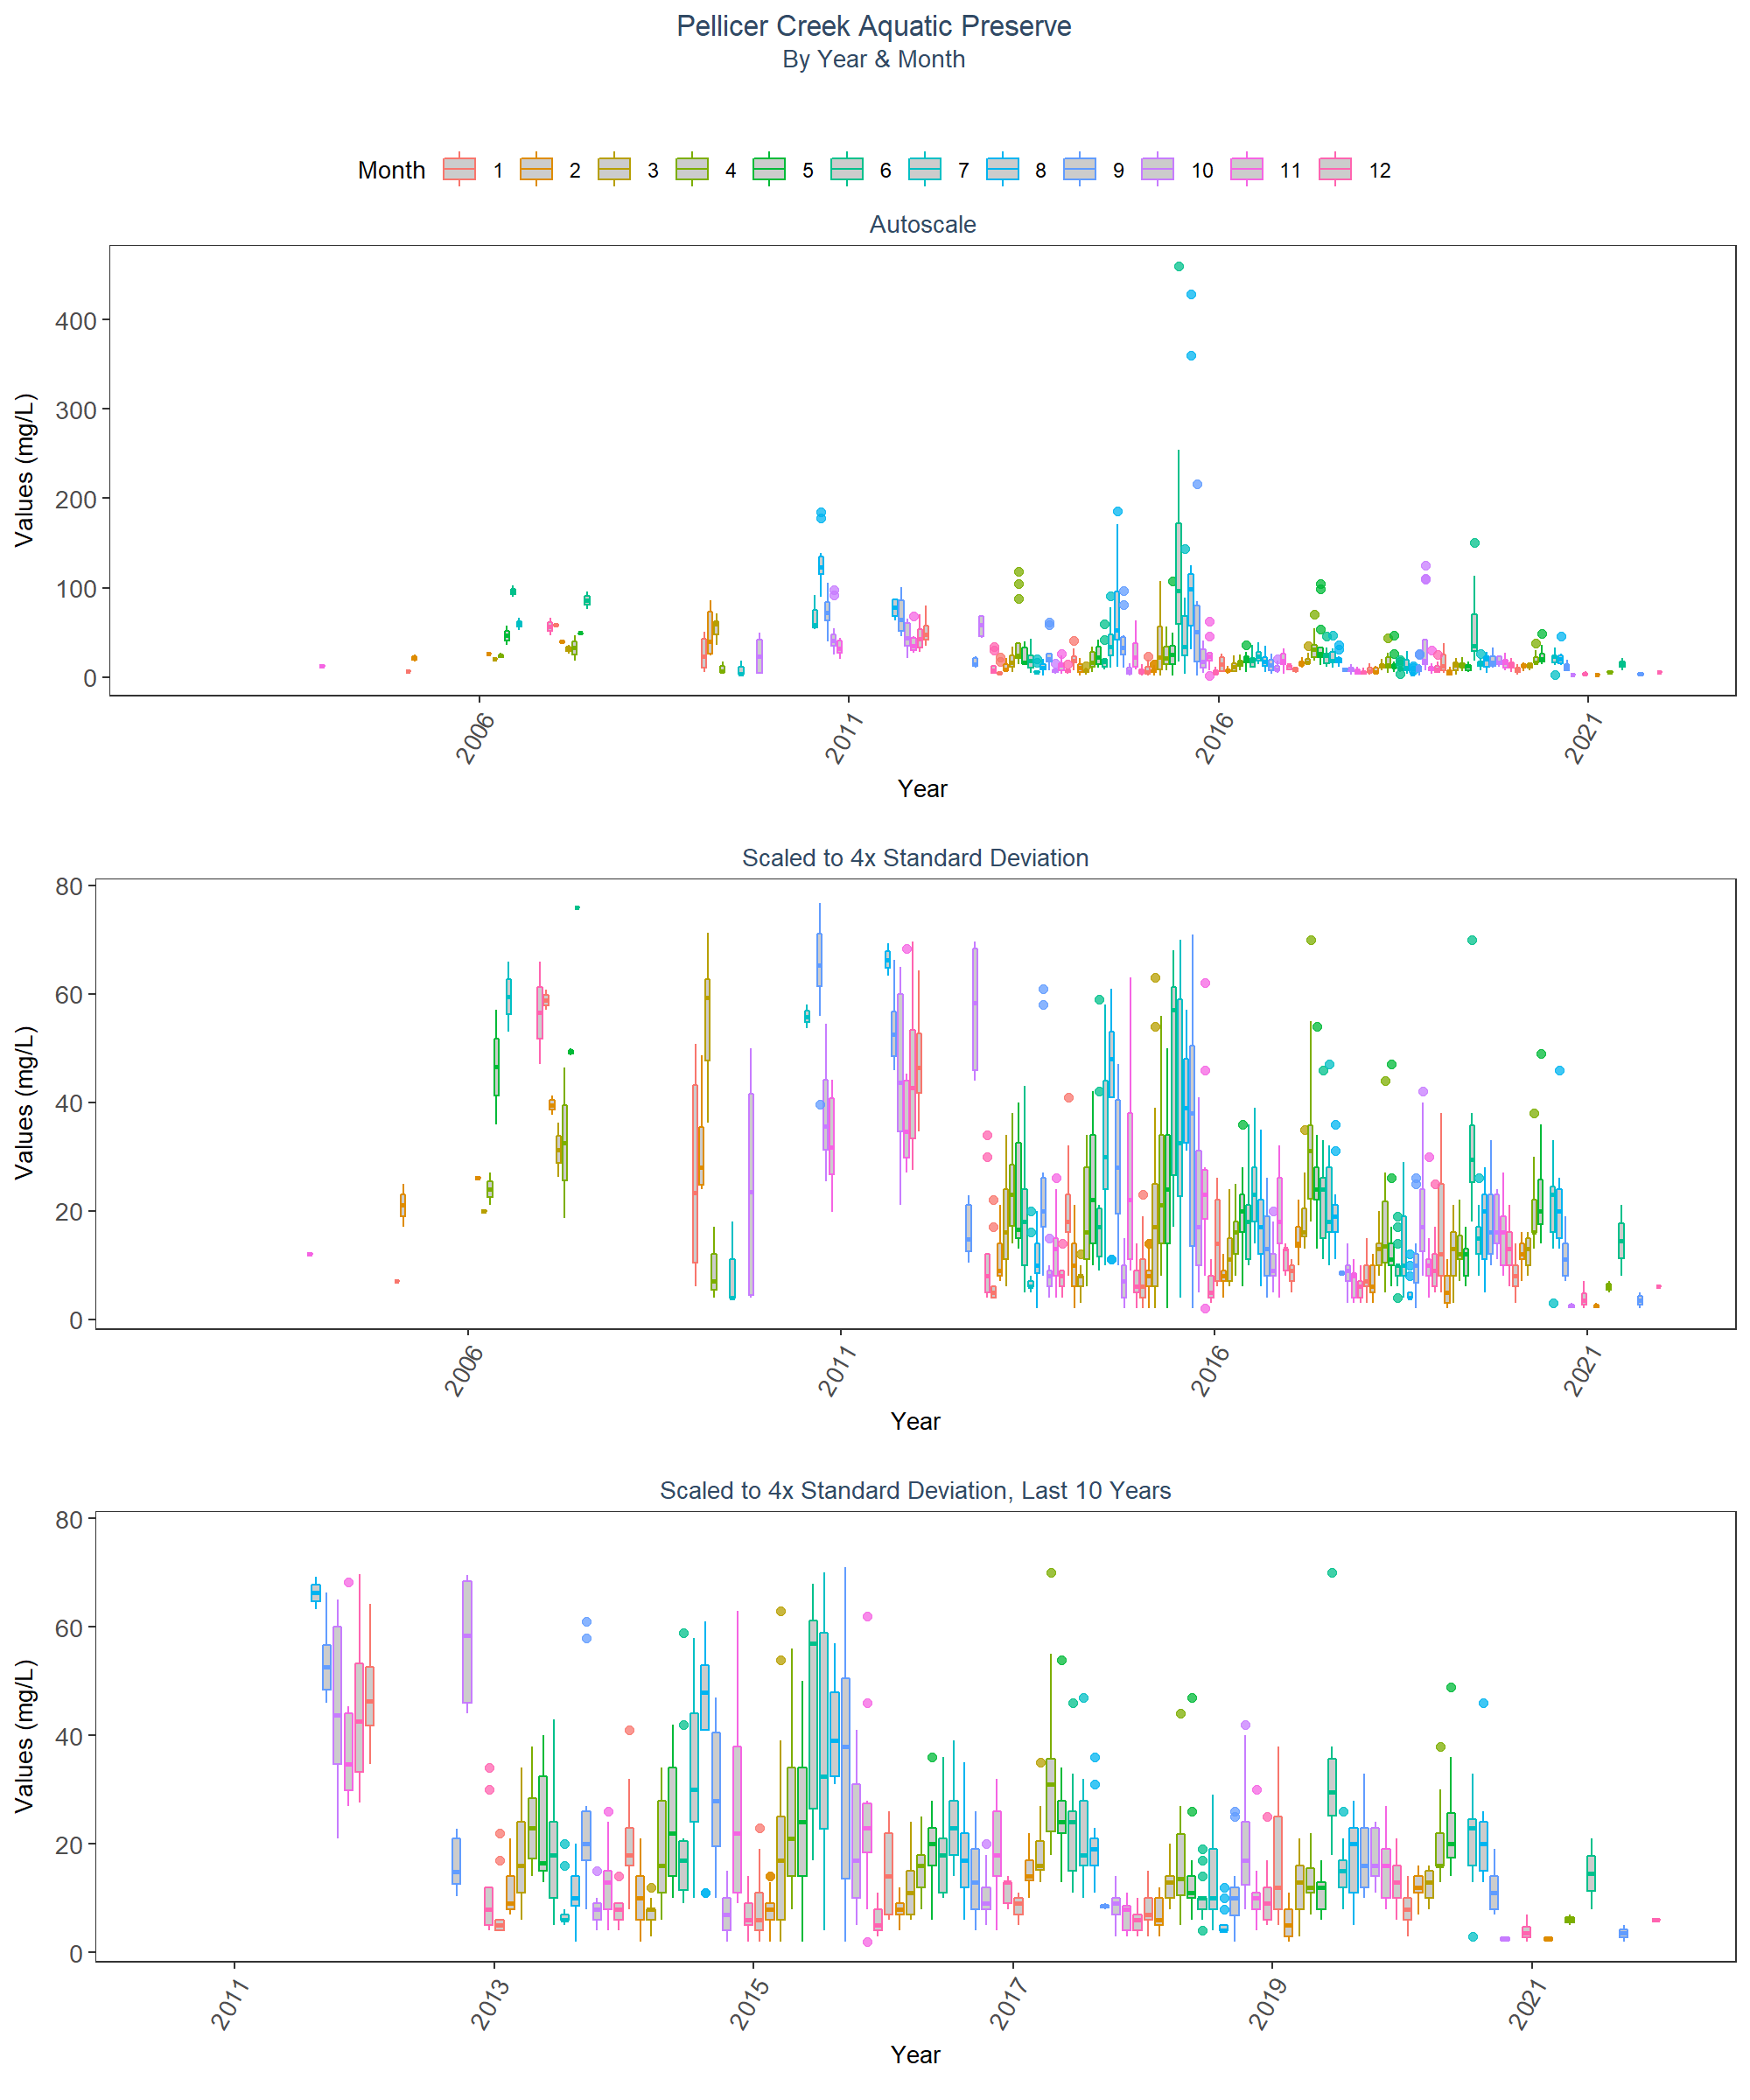 Pellicer Creek Aquatic Preserve
By Year & Month
Month 1 2 3 4 5 6 7 8 9 10 11 12
Autoscale
400
300
200
100
0
Values (mg/L)
2006 2011 2016 2021
Year
Scaled to 4x Standard Deviation
80
60
40
20
0
Values (mg/L)
2006 2011 2016 2021
Year
Scaled to 4x Standard Deviation, Last 10 Years
80
60
40
20
0
Values (mg/L)
2011 2013 2015 2017 2019 2021
Year